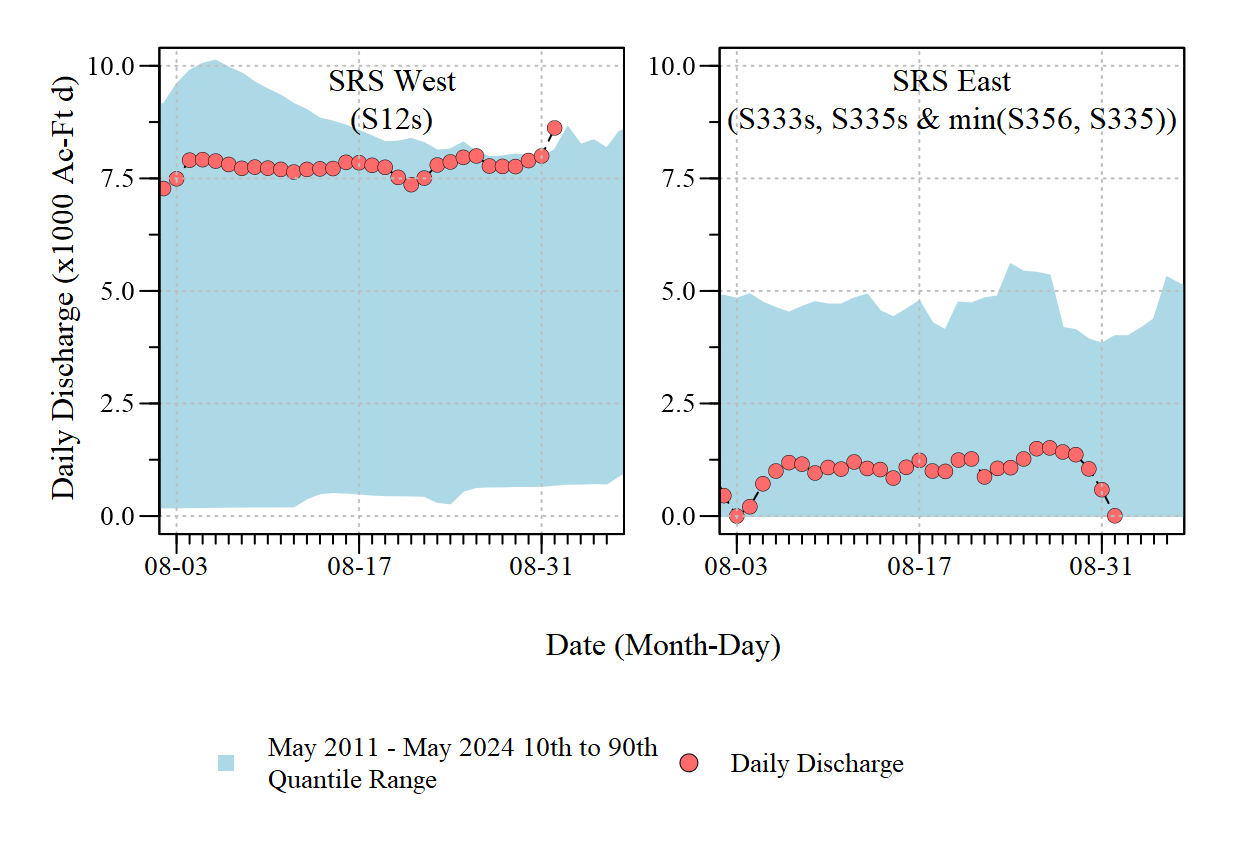 SRS West
(S12s)
SRS East
(S333s, S335s & min(S356, S335))
Daily Discharge (x1000 Ac-Ft d)
10.0
7.5
5.0
2.5
0.0
08-03
08-17
08-31
10.0
7.5
5.0
2.5
0.0
08-03
08-17
08-31
Date (Month-Day)
May 2011 - May 2024 10th to 90th
Quantile Range
Daily Discharge